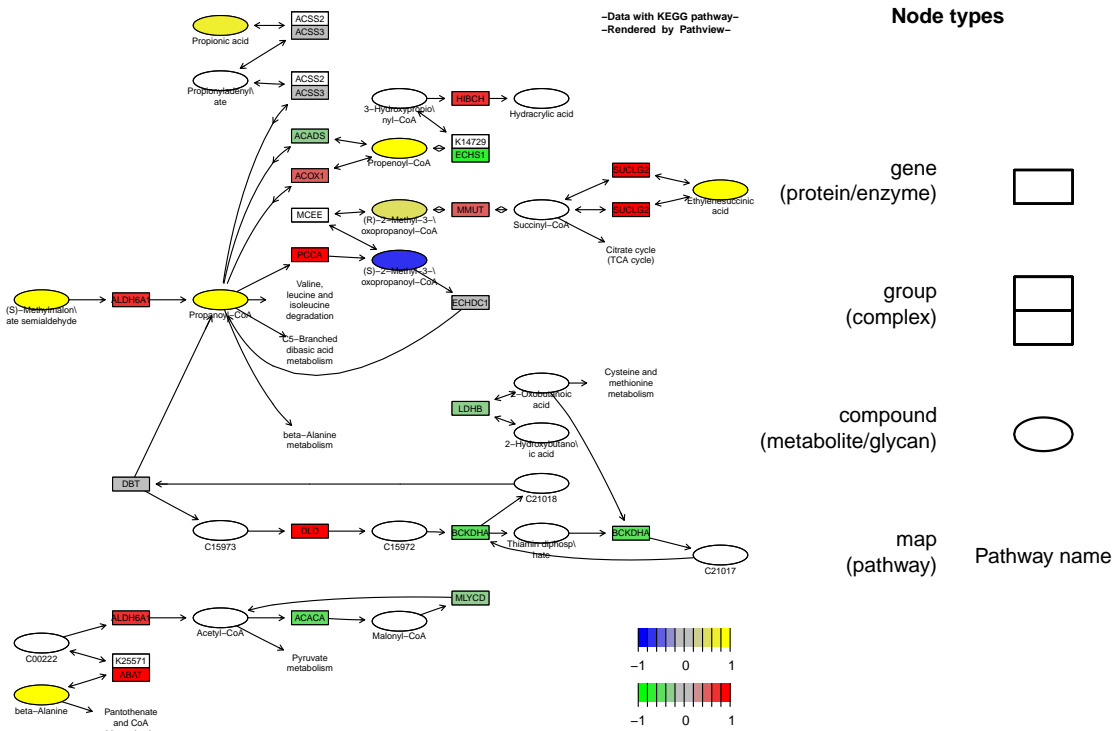 −Data with KEGG pathway−
−Rendered by Pathview−
Node types
ACSS2
ACSS3
Propionic acid
ACSS2
ACSS3
Propionyladenyl\
ate
HIBCH
3−Hydroxypropio\
nyl−CoA
Hydracrylic acid
ACADS
K14729
ECHS1
Propenoyl−CoA
ACOX1
SUCLG2
gene
(protein/enzyme)
Ethylenesuccinic
acid
MCEE
(R)−2−Methyl−3−\
oxopropanoyl−CoA
MMUT
Succinyl−CoA
SUCLG2
PCCA
(S)−2−Methyl−3−\
oxopropanoyl−CoA
Citrate cycle
(TCA cycle)
(S)−Methylmalon\
ate semialdehyde
ALDH6A1
Propanoyl−CoA
Valine,
leucine and
isoleucine
degradation
ECHDC1
group
(complex)
C5−Branched
dibasic acid
metabolism
2−Oxobutanoic
acid
Cysteine and
methionine
metabolism
LDHB
2−Hydroxybutano\
ic acid
beta−Alanine
metabolism
compound
(metabolite/glycan)
DBT
C21018
C15973
DLD
C15972
BCKDHA
Thiamin diphosp\
hate
BCKDHA
C21017
map
(pathway)
Pathway name
MLYCD
ALDH6A1
Acetyl−CoA
ACACA
Malonyl−CoA
C00222
K25571
ABAT
Pyruvate
metabolism
beta−Alanine
Pantothenate
and CoA
−1 0 1
−1 0 1